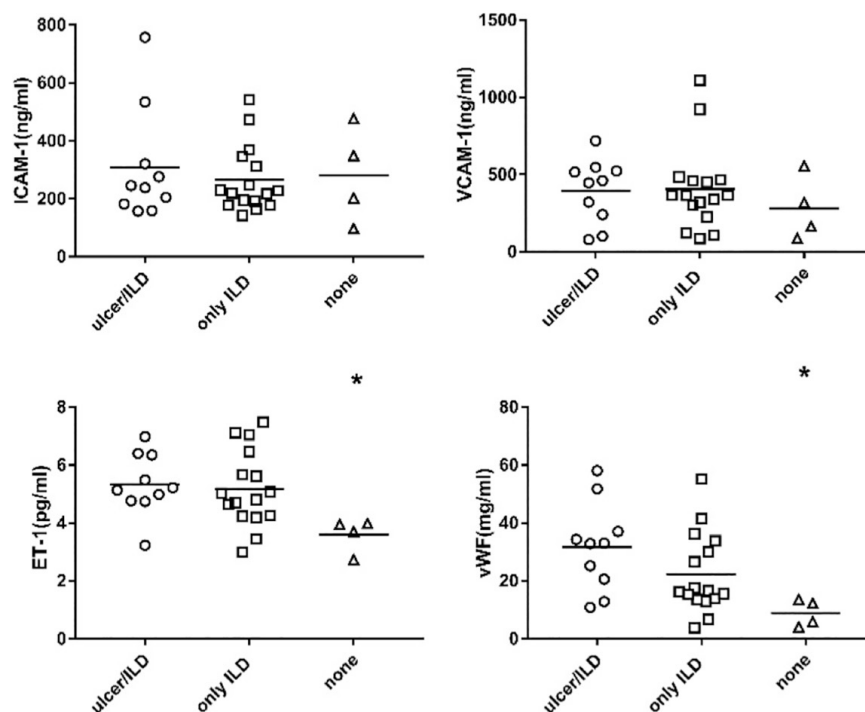 800
600
400
200
0
ICAM-1(ng/ml)
ulcer/ILD
only ILD
none
1500
1000
500
0
VCAM-1(ng/ml)
ulcer/ILD
only ILD
none
*
8
6
4
2
0
ET-1(pg/ml)
ulcer/ILD
only ILD
none
*
80
60
40
20
0
vWF(mg/ml)
ulcer/ILD
only ILD
none